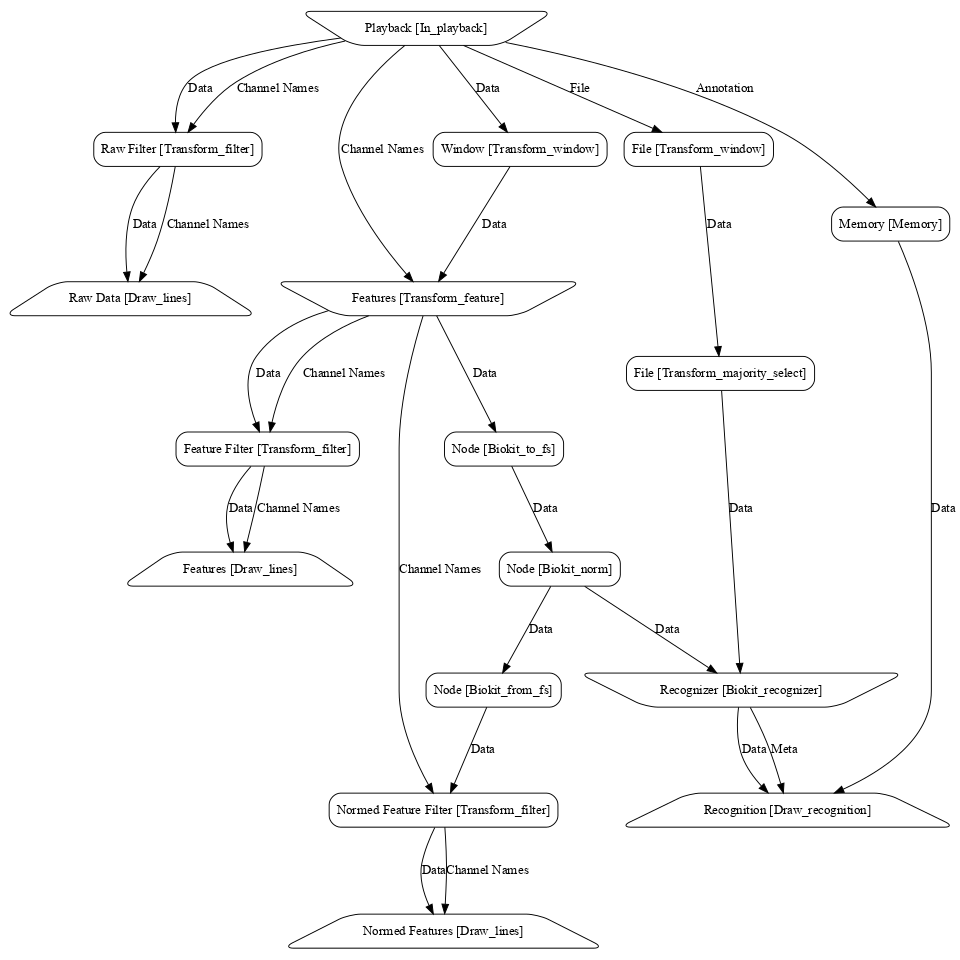 Playback [In_playback]
Data
Channel Names
Channel Names
Data
File
Annotation
Raw Filter [Transform_filter]
Window [Transform_window]
File [Transform_window]
Memory [Memory]
Data
Channel Names
Data
Data
Raw Data [Draw_lines]
Features [Transform_feature]
Data
Channel Names
Data
File [Transform_majority_select]
Feature Filter [Transform_filter]
Node [Biokit_to_fs]
Data
Channel Names
Data
Data
Data
Features [Draw_lines]
Channel Names
Node [Biokit_norm]
Data
Data
Node [Biokit_from_fs]
Recognizer [Biokit_recognizer]
Data
Data
Meta
Normed Feature Filter [Transform_filter]
Recognition [Draw_recognition]
Data
Channel Names
Normed Features [Draw_lines]